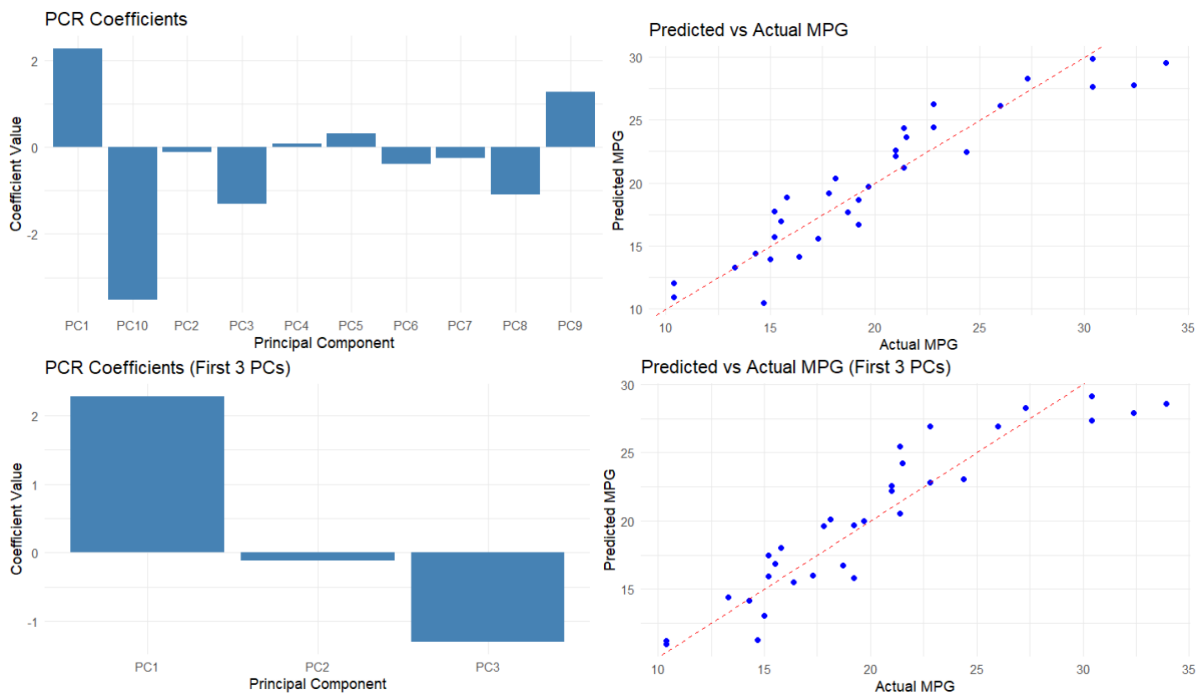 PCR Coefficients
Coefficient Value
2
0
-2
PC1 PC10 PC2 PC3 PC4 PC5 PC6 PC7 PC8 PC9
Principal Component
Predicted vs Actual MPG
Predicted MPG
30
25
20
15
10
10 15 20 25 30 35
Actual MPG
PCR Coefficients (First 3 PCs)
Coefficient Value
2
1
0
-1
PC1 PC2 PC3
Principal Component
Predicted vs Actual MPG (First 3 PCs)
Predicted MPG
30
25
20
15
10 15 20 25 30 35
Actual MPG